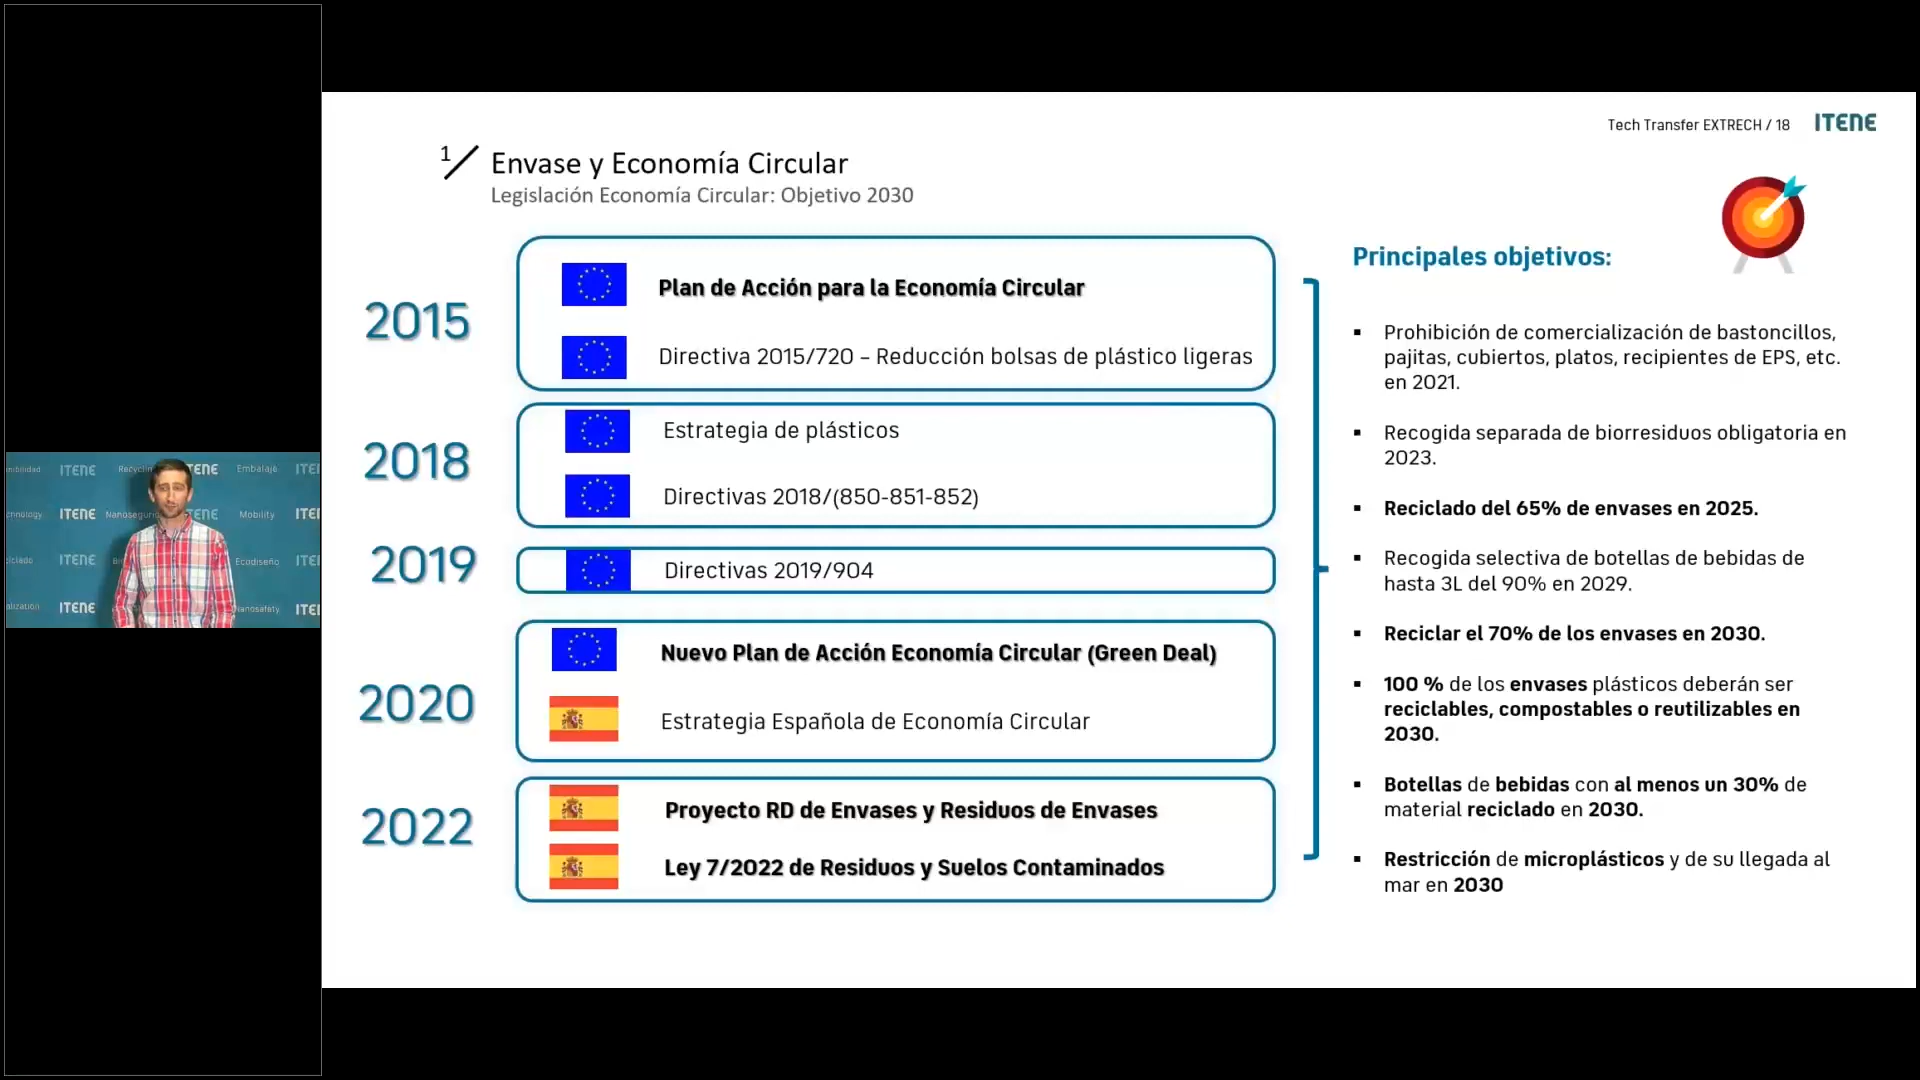 Tech Transfer EXTRECH / 18
ITENE
1
Envase y Economía Circular
Legislación Economía Circular: Objetivo 2030
2015
Plan de Acción para la Economía Circular
Directiva 2015/720 – Reducción bolsas de plástico ligeras
2018
Estrategia de plásticos
Directivas 2018/(850-851-852)
2019
Directivas 2019/904
2020
Nuevo Plan de Acción Economía Circular (Green Deal)
Estrategia Española de Economía Circular
2022
Proyecto RD de Envases y Residuos de Envases
Ley 7/2022 de Residuos y Suelos Contaminados
Principales objetivos:
▪ Prohibición de comercialización de bastoncillos,
pajitas, cubiertos, platos, recipientes de EPS, etc.
en 2021.
▪ Recogida separada de biorresiduos obligatoria en
2023.
▪ Reciclado del 65% de envases en 2025.
▪ Recogida selectiva de botellas de bebidas de
hasta 3L del 90% en 2029.
▪ Reciclar el 70% de los envases en 2030.
▪ 100 % de los envases plásticos deberán ser
reciclables, compostables o reutilizables en
2030.
▪ Botellas de bebidas con al menos un 30% de
material reciclado en 2030.
▪ Restricción de microplásticos y de su llegada al
mar en 2030
ITENE Embalaje
ITENE Mobility
ITENE Ecodiseño
ITENE Nanosafety